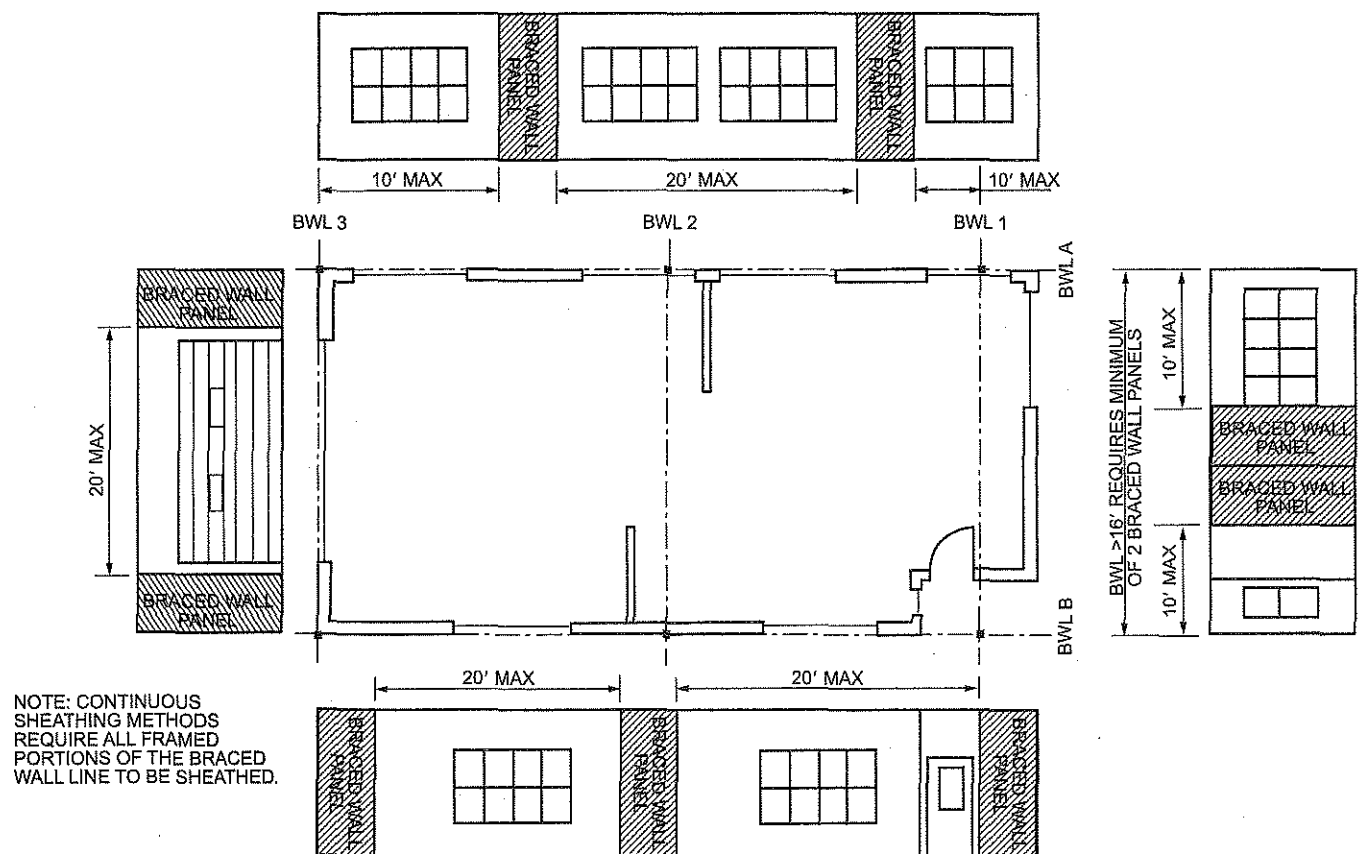 BRACED WALL
PANEL
BRACED WALL
PANEL
10' MAX
20' MAX
10' MAX
BWL 3
BWL 2
BWL 1
BWL A
BRACED WALL
PANEL
20' MAX
BRACED WALL
PANEL
BWL >16' REQUIRES MINIMUM
OF 2 BRACED WALL PANELS
10' MAX
BRACED WALL
PANEL
BRACED WALL
PANEL
10' MAX
BWL B
20' MAX
20' MAX
NOTE: CONTINUOUS
SHEATHING METHODS
REQUIRE ALL FRAMED
PORTIONS OF THE BRACED
WALL LINE TO BE SHEATHED.
BRACED WALL
PANEL
BRACED WALL
PANEL
BRACED WALL
PANEL